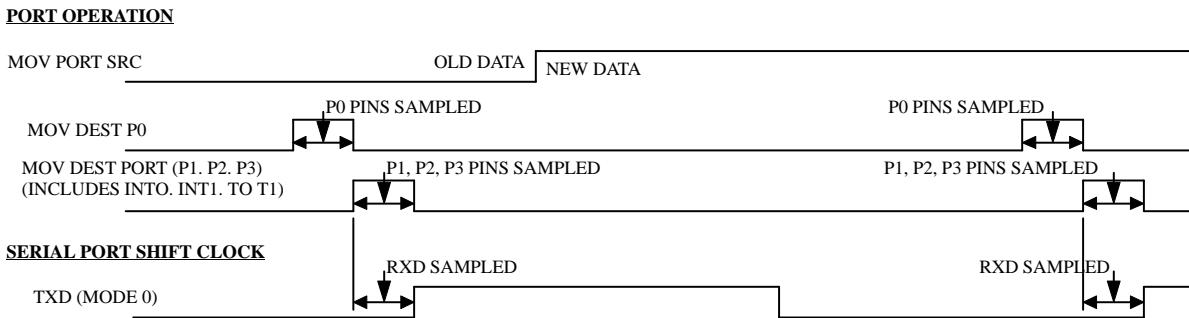 PORT OPERATION
MOV PORT SRC
OLD DATA
NEW DATA
P0 PINS SAMPLED
P0 PINS SAMPLED
MOV DEST P0
MOV DEST PORT (P1. P2. P3)
(INCLUDES INTO. INT1. TO T1)
P1, P2, P3 PINS SAMPLED
P1, P2, P3 PINS SAMPLED
SERIAL PORT SHIFT CLOCK
RXD SAMPLED
RXD SAMPLED
TXD (MODE 0)